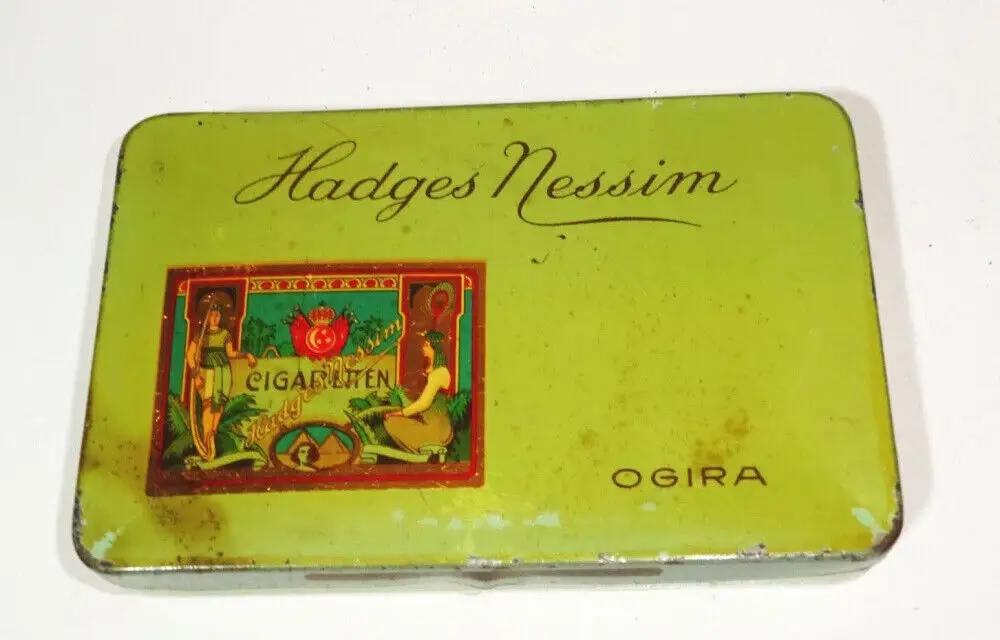 Hadges Nessim
CIGARETTEN
Hadges Nessim
OGIRA